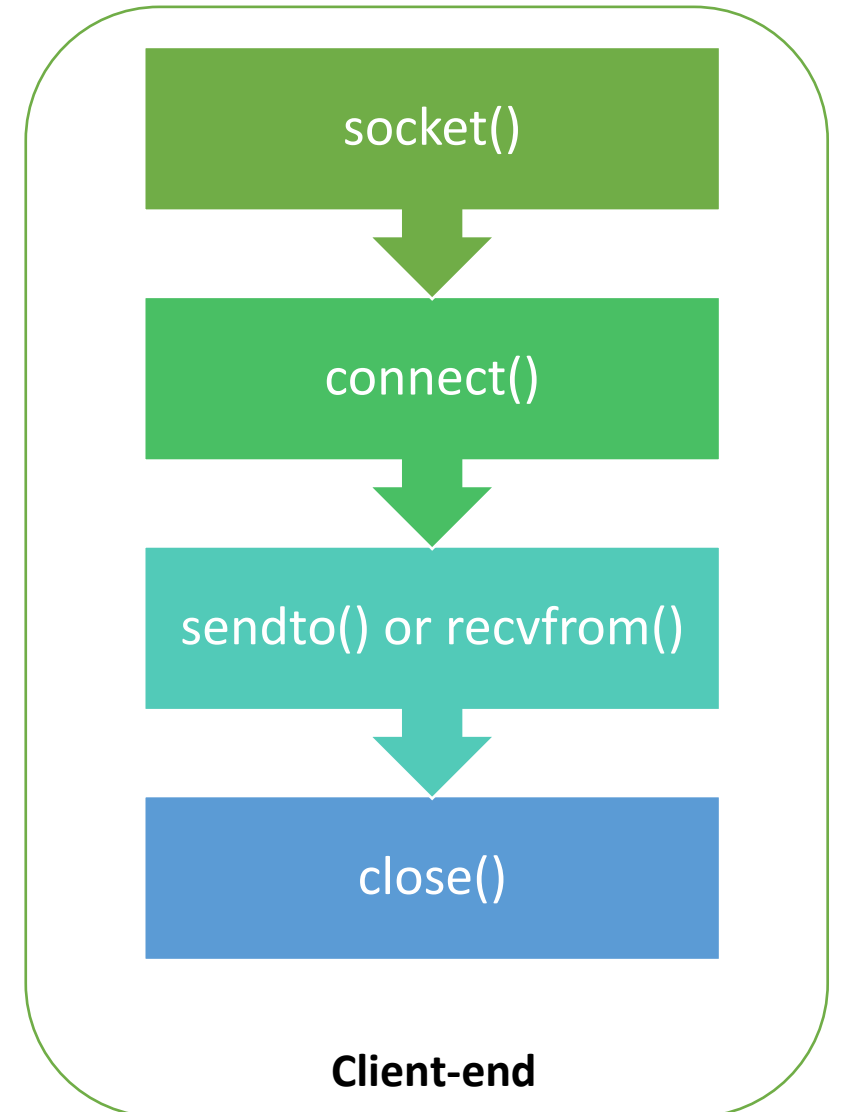 socket()
connect()
sendto() or recvfrom()
close()
Client-end